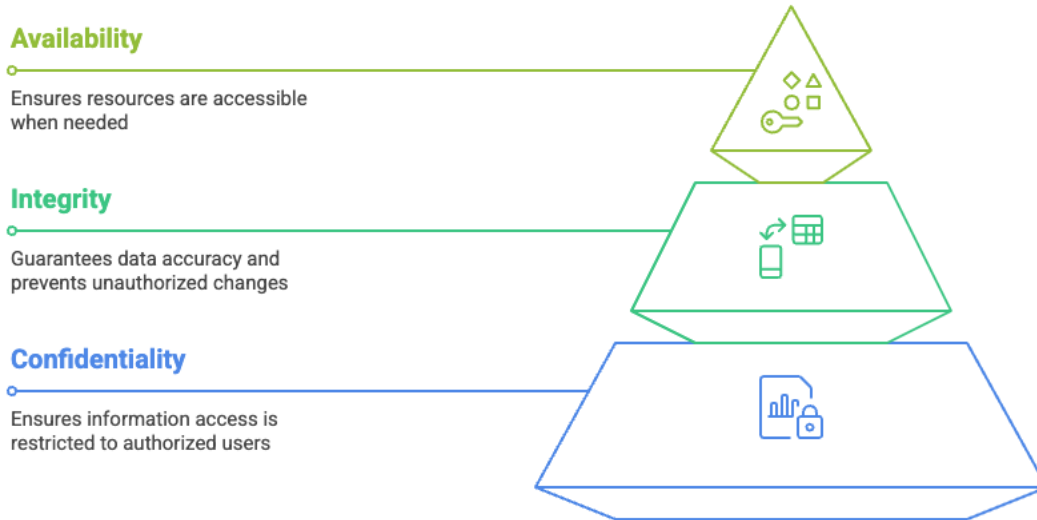 Availability
Ensures resources are accessible
when needed
Integrity
Guarantees data accuracy and
prevents unauthorized changes
Confidentiality
Ensures information access is
restricted to authorized users